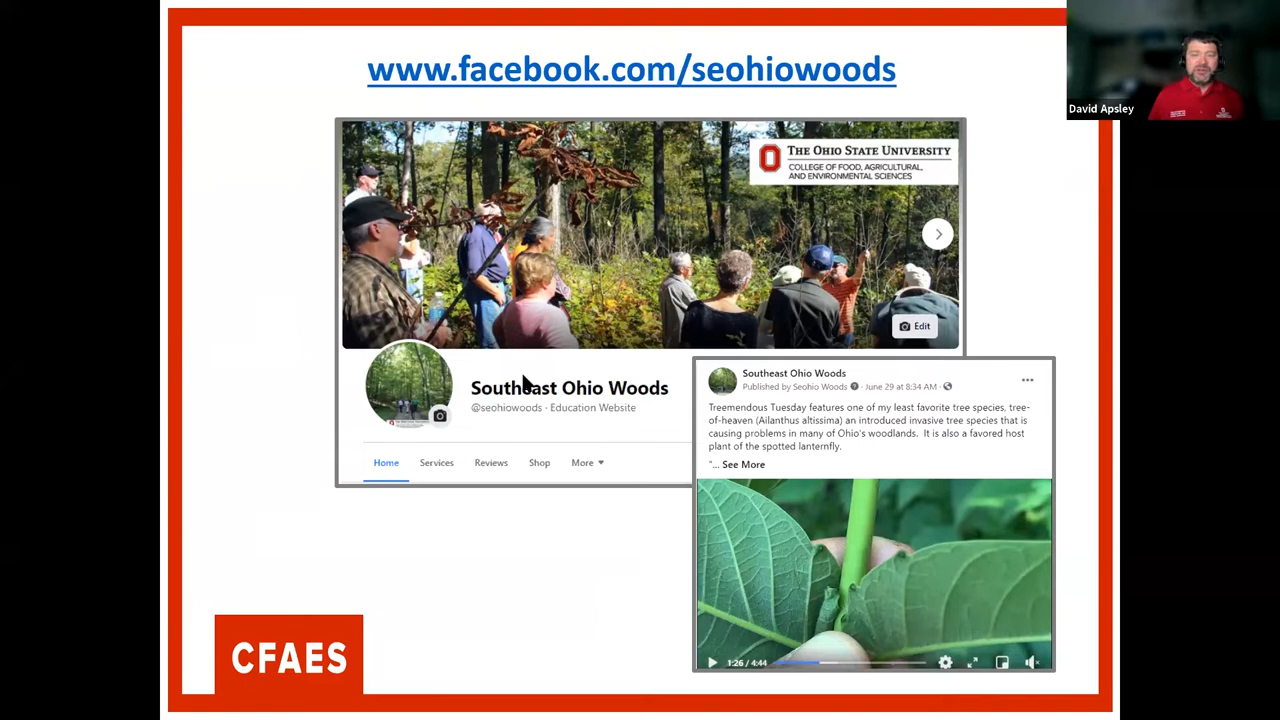 www.facebook.com/seohiowoods
David Apsley
THE OHIO STATE UNIVERSITY
COLLEGE OF FOOD, AGRICULTURAL,
AND ENVIRONMENTAL SCIENCES
Edit
Southeast Ohio Woods
@seohiowoods · Education Website
Home Services Reviews Shop More
Southeast Ohio Woods
Published by Seohio Woods · June 29 at 8:34 AM ·
Treemendous Tuesday features one of my least favorite tree species, tree-
of-heaven (Ailanthus altissima) an introduced invasive tree species that is
causing problems in many of Ohio's woodlands. It is also a favored host
plant of the spotted lanternfly.
"... See More
1:26 / 4:44
CFAES